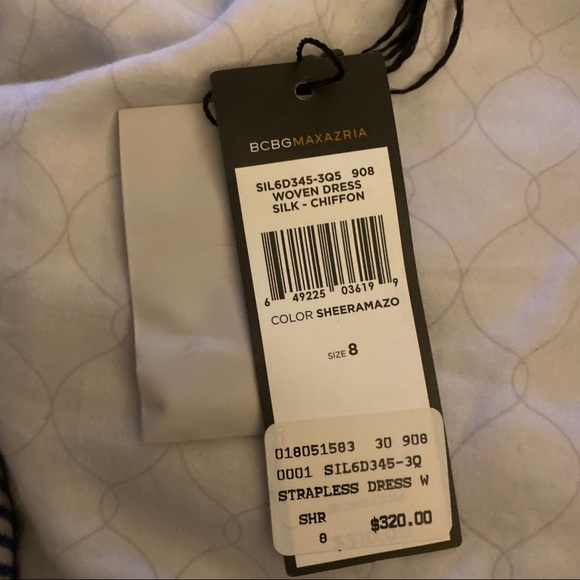 BCBGMAXAZRIA
SIL6D345-3Q5 908
WOVEN DRESS
SILK - CHIFFON
6 49225 03619 9
COLOR SHEERAMAZO
SIZE 8
018051583 30 908
0001 SIL6D345-3Q
STRAPLESS DRESS W
SHR
8 $320.00